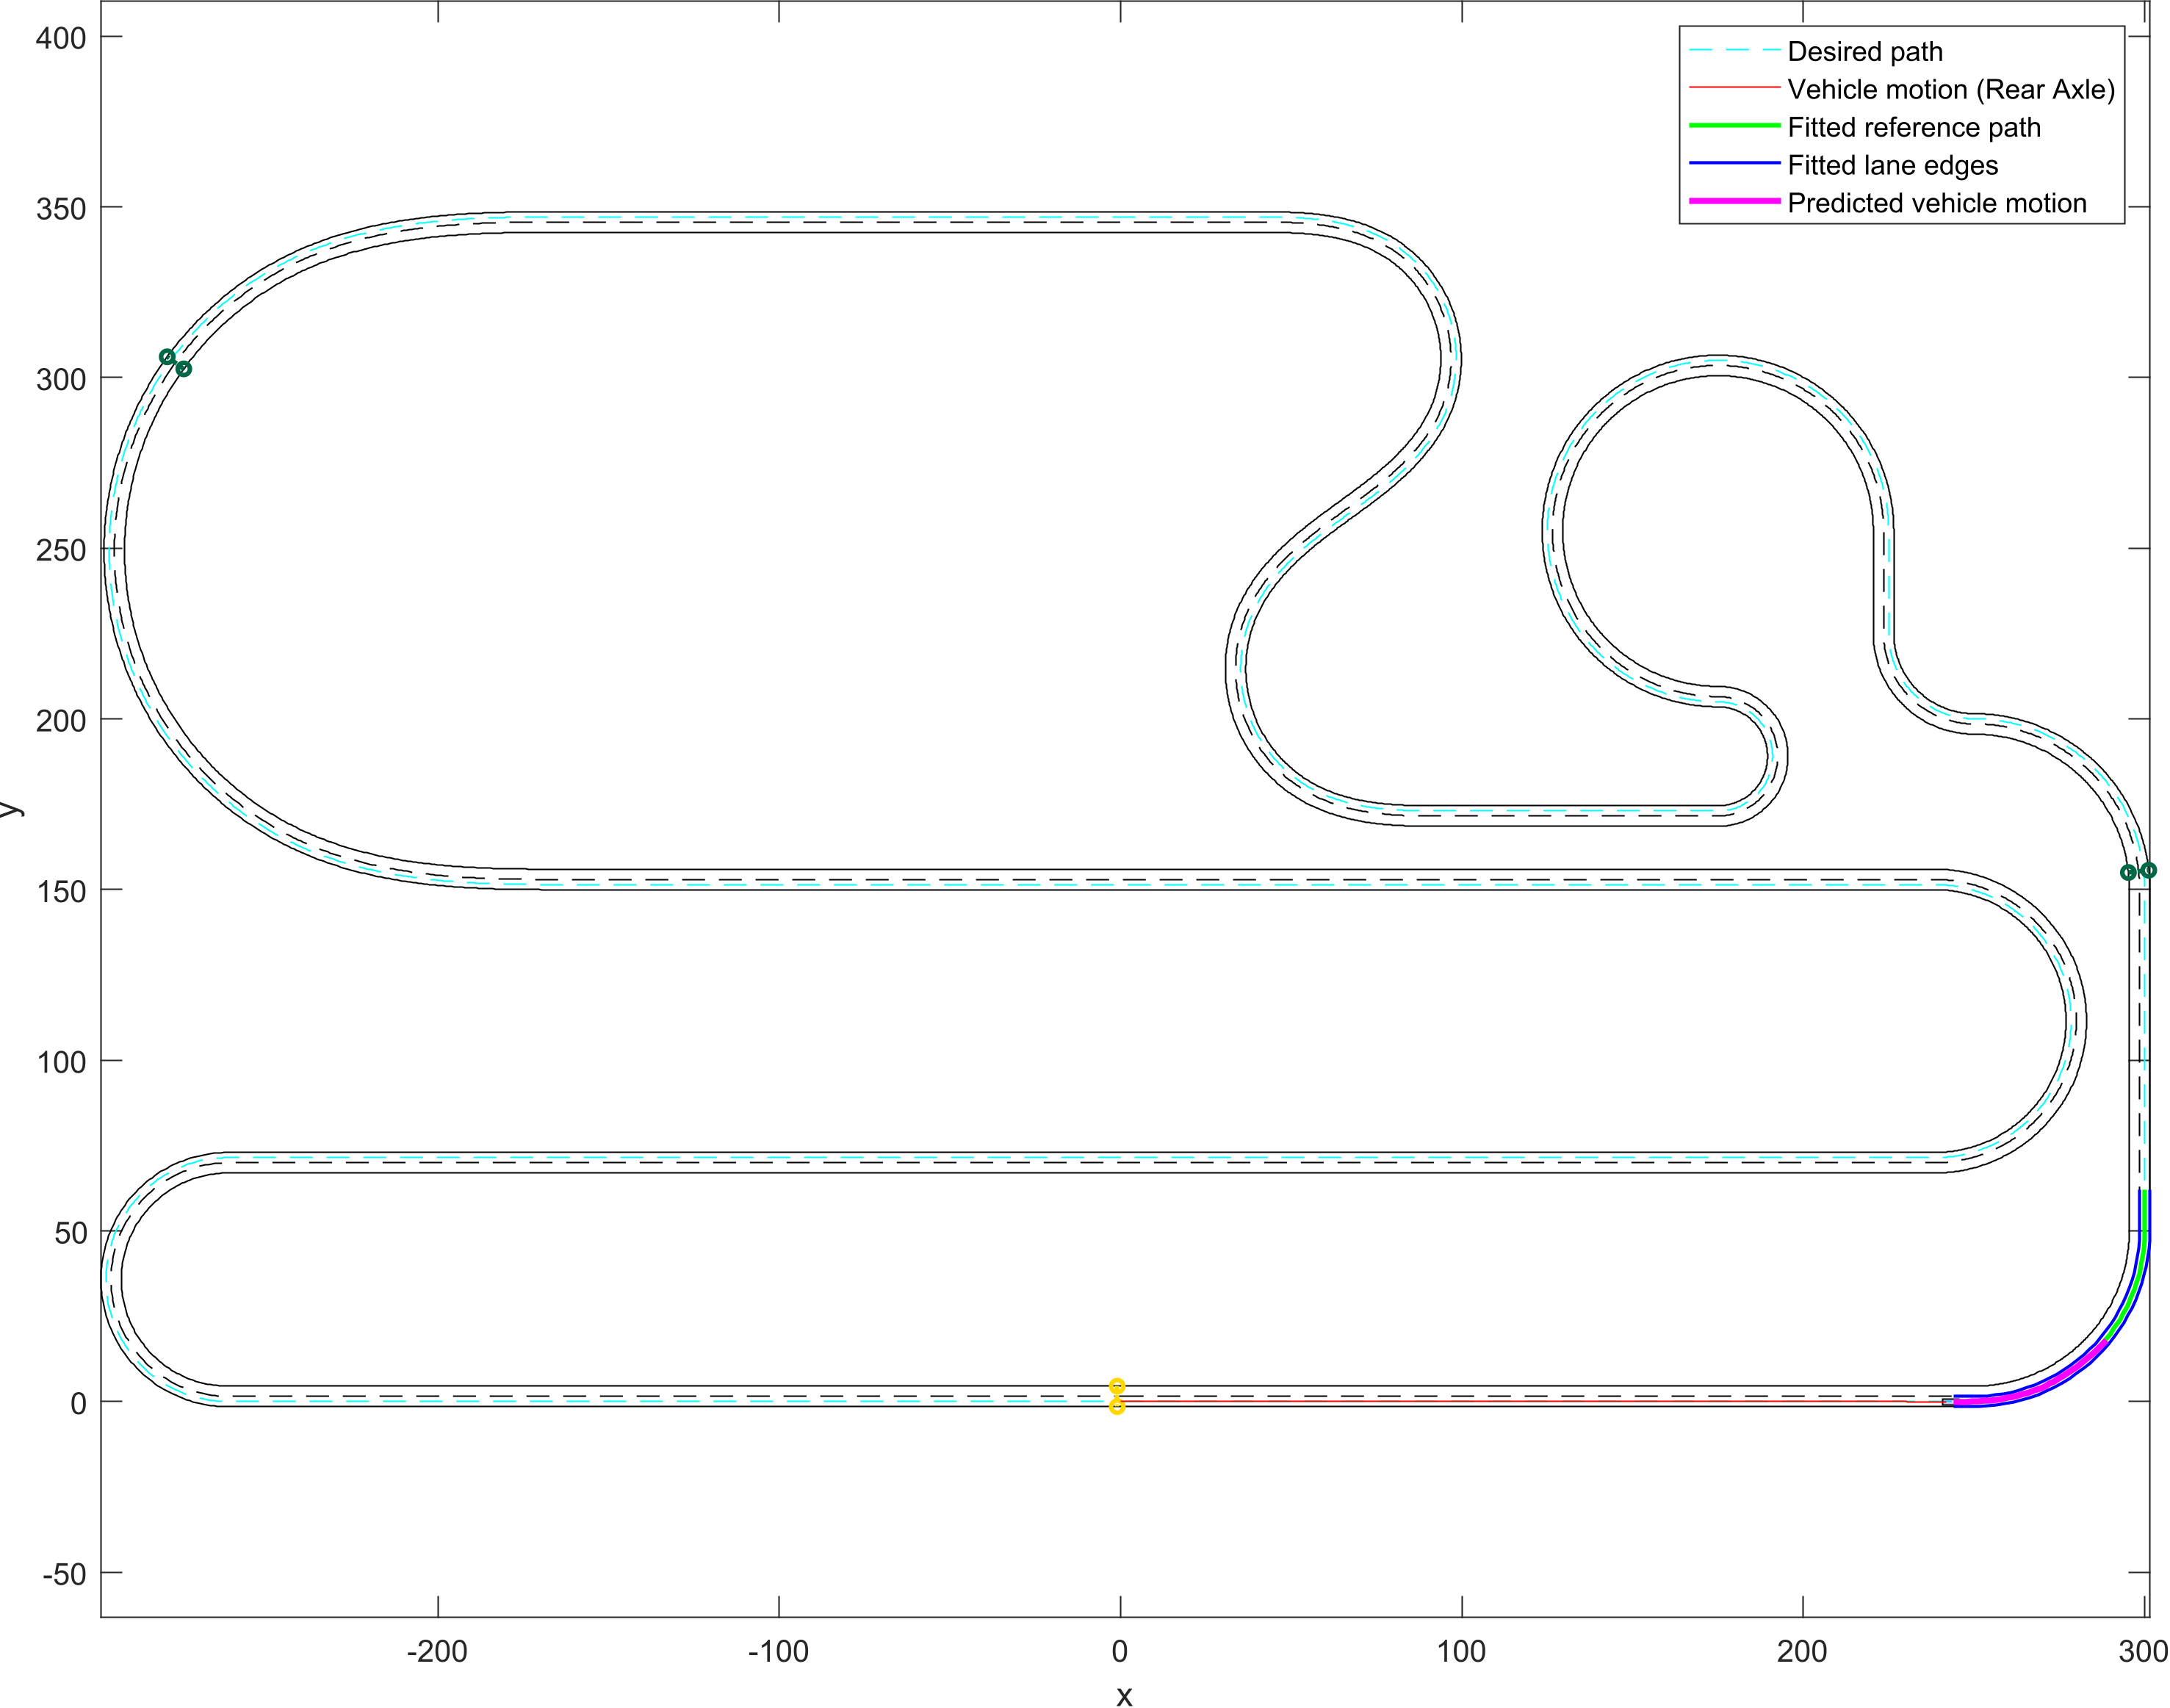 400
350
300
250
200
150
100
50
0
-50
y
-200
-100
0
100
200
300
x
Desired path
Vehicle motion (Rear Axle)
Fitted reference path
Fitted lane edges
Predicted vehicle motion